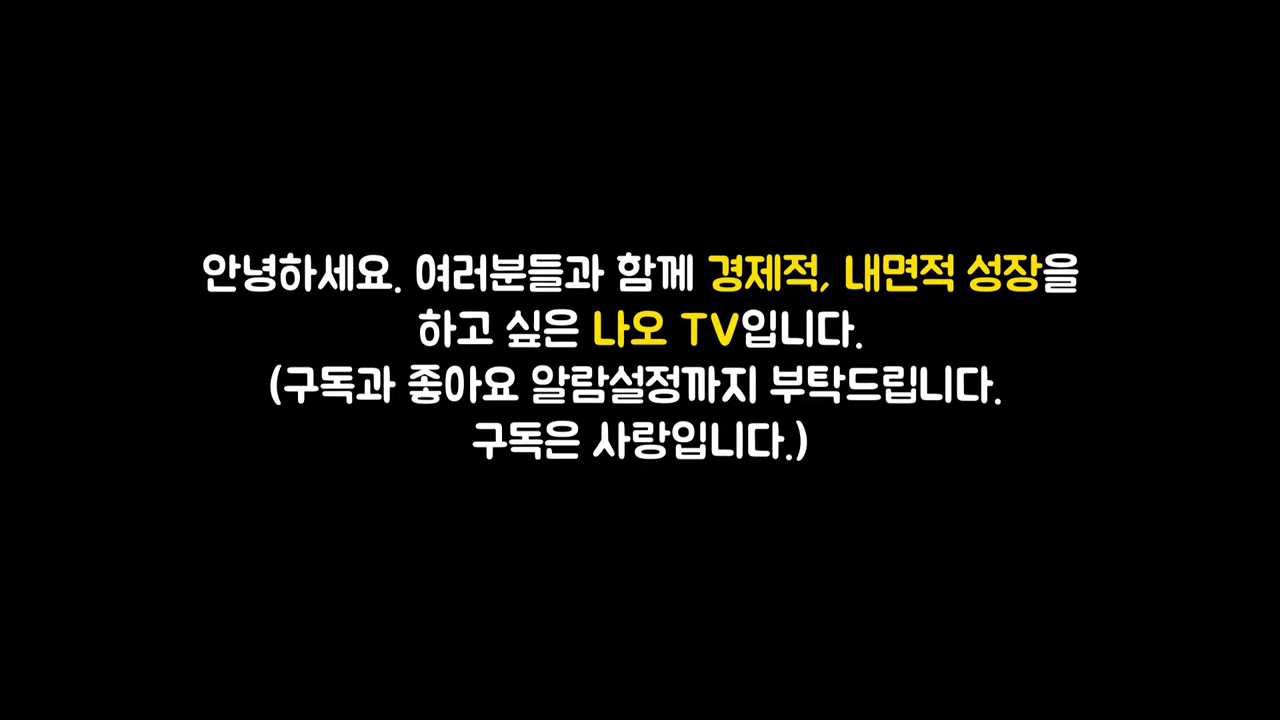 안녕하세요. 여러분들과 함께 경제적, 내면적 성장을
하고 싶은 나오 TV입니다.
(구독과 좋아요 알람설정까지 부탁드립니다.
구독은 사랑입니다.)